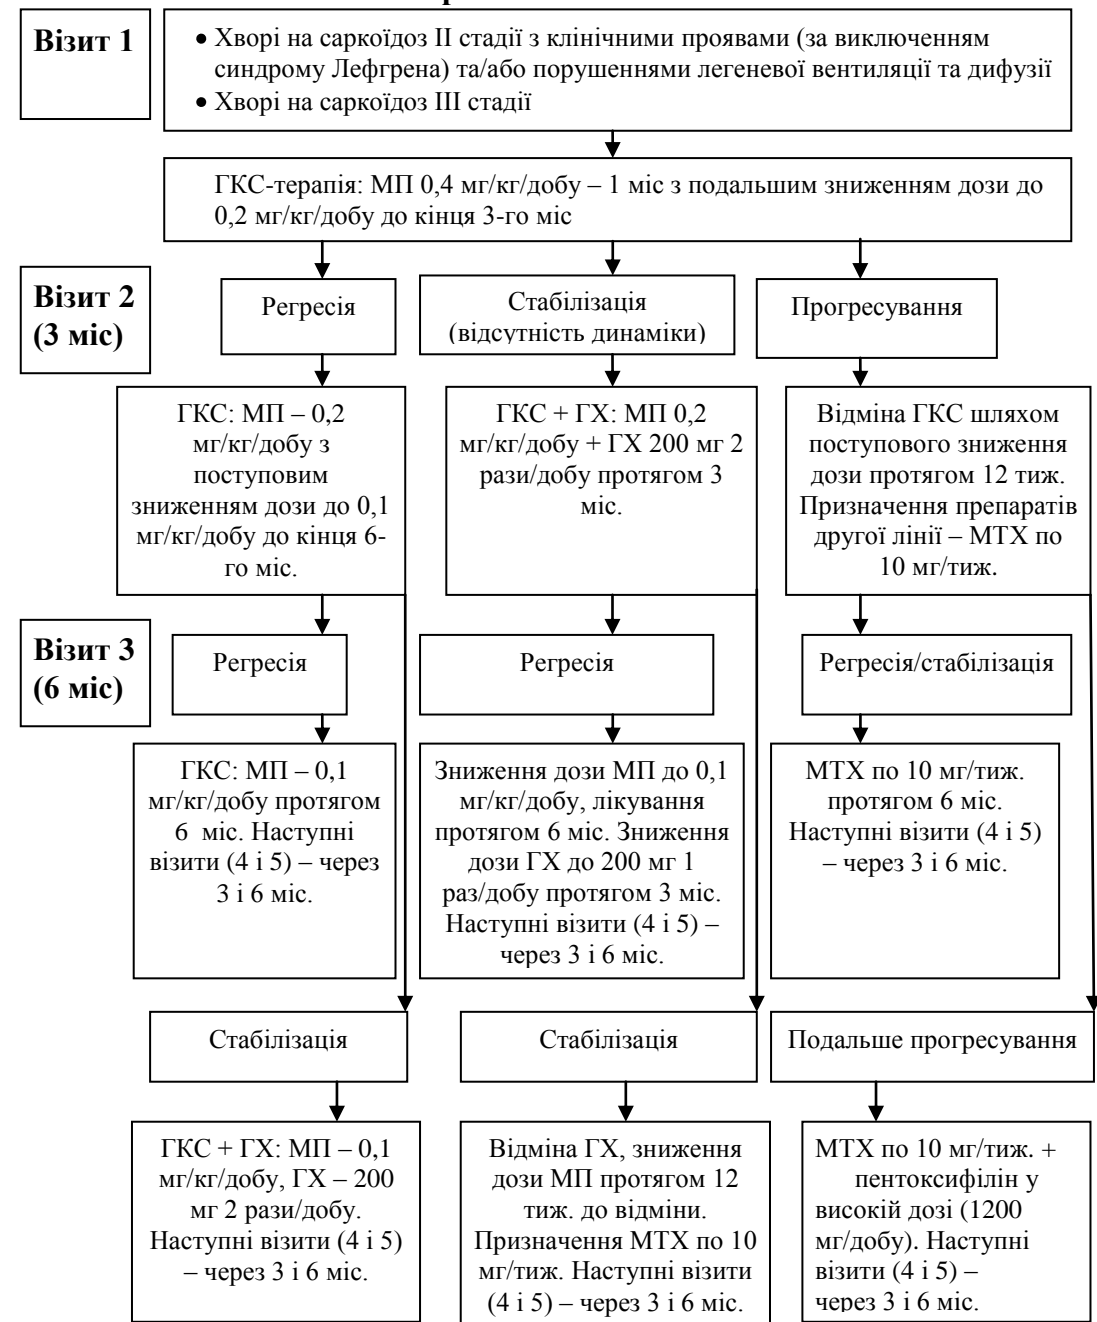 Візит 1
• Хворі на саркоїдоз ІІ стадії з клінічними проявами (за виключенням
синдрому Лефгрена) та/або порушеннями легеневої вентиляції та дифузії
• Хворі на саркоїдоз ІІІ стадії
ГКС-терапія: МП 0,4 мг/кг/добу – 1 міс з подальшим зниженням дози до
0,2 мг/кг/добу до кінця 3-го міс
Візит 2
(3 міс)
Регресія
Стабілізація
(відсутність динаміки)
Прогресування
ГКС: МП – 0,2
мг/кг/добу з
поступовим
зниженням дози до 0,1
мг/кг/добу до кінця 6-
го міс.
ГКС + ГХ: МП 0,2
мг/кг/добу + ГХ 200 мг 2
рази/добу протягом 3
міс.
Відміна ГКС шляхом
поступового зниження
дози протягом 12 тиж.
Призначення препаратів
другої лінії – МТХ по
10 мг/тиж.
Візит 3
(6 міс)
Регресія
Регресія
Регресія/стабілізація
ГКС: МП – 0,1
мг/кг/добу протягом
6 міс. Наступні
візити (4 і 5) – через
3 і 6 міс.
Зниження дози МП до 0,1
мг/кг/добу, лікування
протягом 6 міс. Зниження
дози ГХ до 200 мг 1
раз/добу протягом 3 міс.
Наступні візити (4 і 5) –
через 3 і 6 міс.
МТХ по 10 мг/тиж.
протягом 6 міс.
Наступні візити (4 і 5)
– через 3 і 6 міс.
Стабілізація
Стабілізація
Подальше прогресування
ГКС + ГХ: МП – 0,1
мг/кг/добу, ГХ – 200
мг 2 рази/добу.
Наступні візити (4 і 5)
– через 3 і 6 міс.
Відміна ГХ, зниження
дози МП протягом 12
тиж. до відміни.
Призначення МТХ по 10
мг/тиж. Наступні візити
(4 і 5) – через 3 і 6 міс.
МТХ по 10 мг/тиж. +
пентоксифілін у
високій дозі (1200
мг/добу). Наступні
візити (4 і 5) –
через 3 і 6 міс.